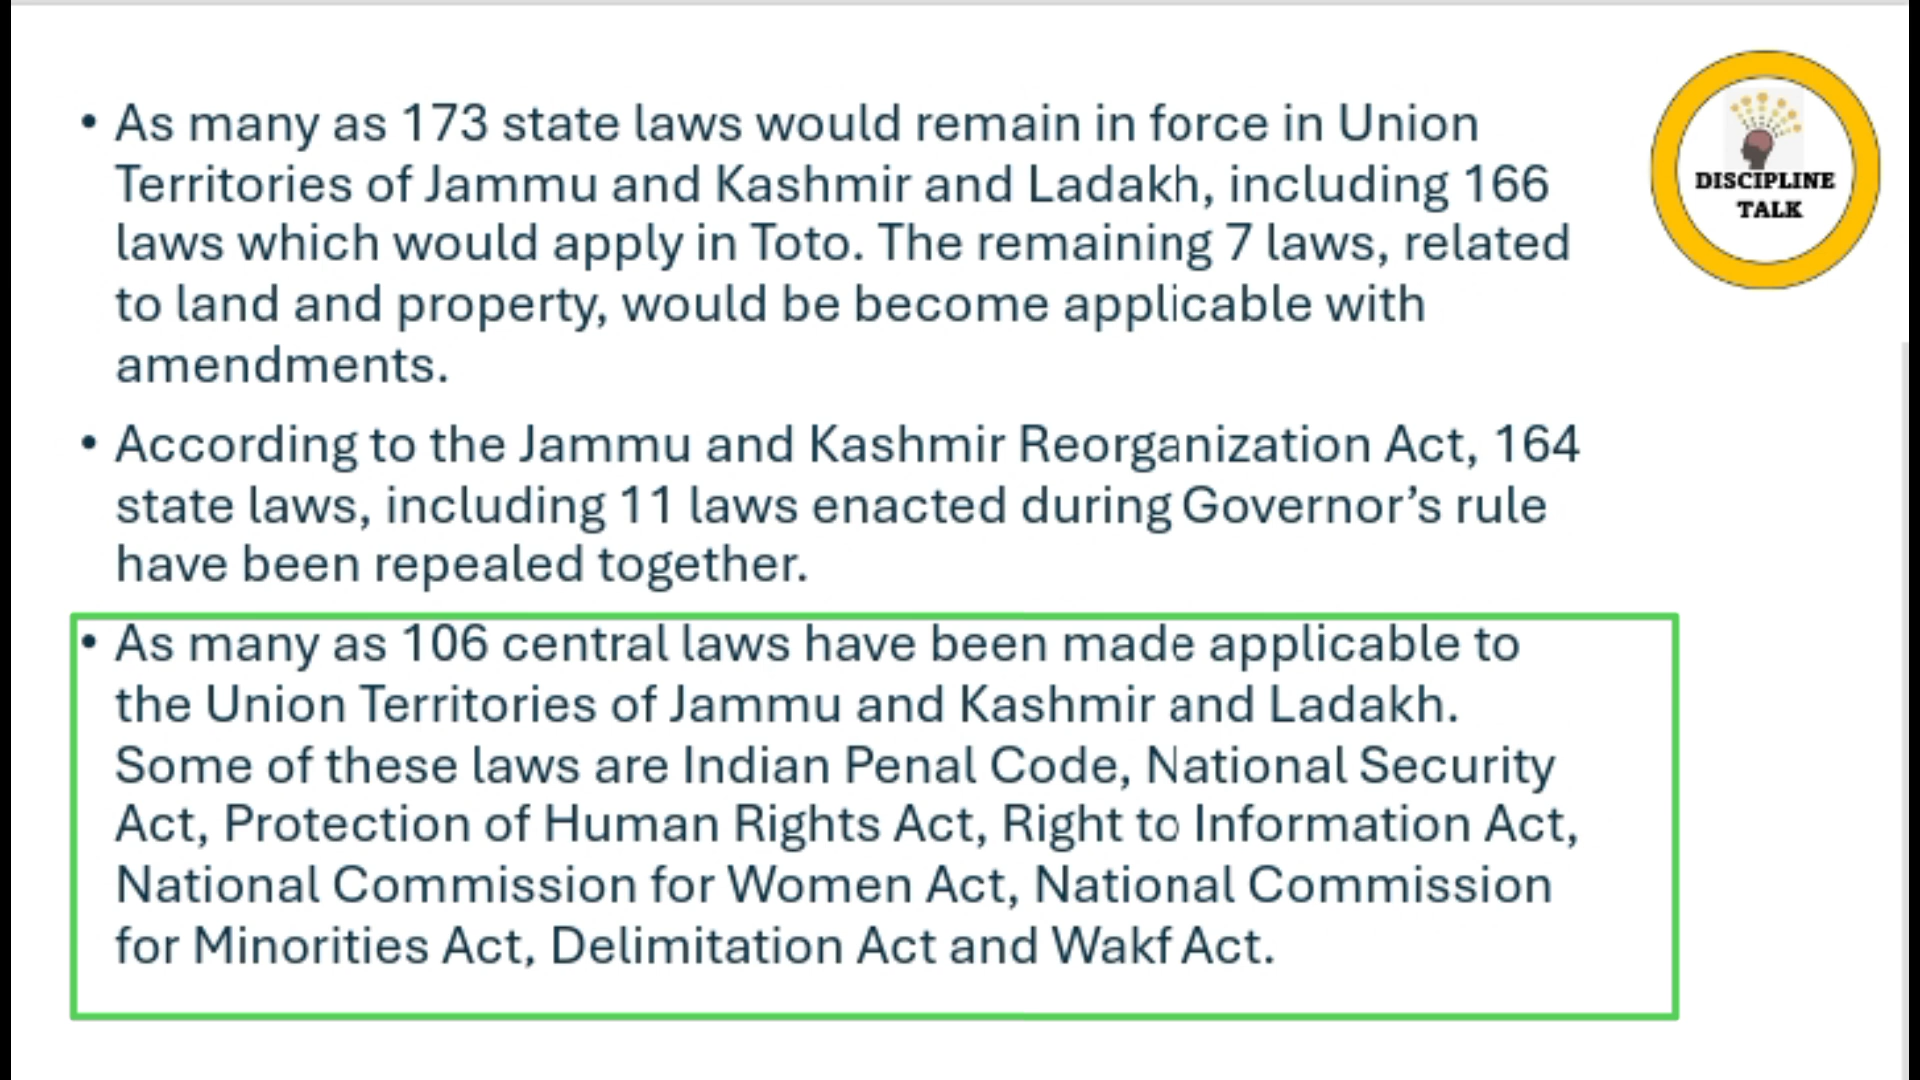 • As many as 173 state laws would remain in force in Union
Territories of Jammu and Kashmir and Ladakh, including 166
laws which would apply in Toto. The remaining 7 laws, related
to land and property, would be become applicable with
amendments.
• According to the Jammu and Kashmir Reorganization Act, 164
state laws, including 11 laws enacted during Governor’s rule
have been repealed together.
• As many as 106 central laws have been made applicable to
the Union Territories of Jammu and Kashmir and Ladakh.
Some of these laws are Indian Penal Code, National Security
Act, Protection of Human Rights Act, Right to Information Act,
National Commission for Women Act, National Commission
for Minorities Act, Delimitation Act and Wakf Act.
DISCIPLINE
TALK